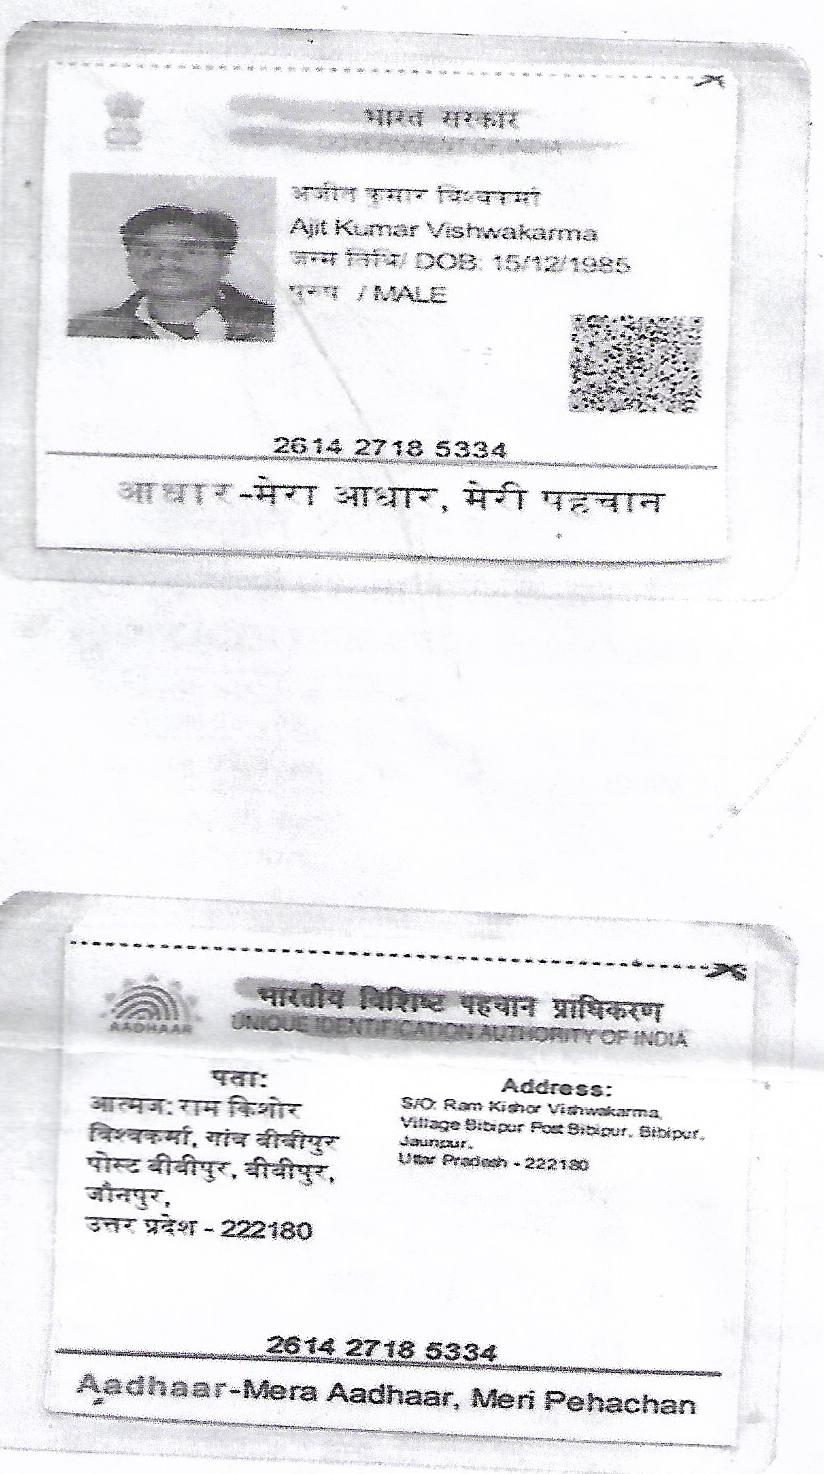 भारत सरकार
GOVERNMENT OF INDIA
अजीत कुमार विश्वकर्मा
Ajit Kumar Vishwakarma
जन्म तिथि/ DOB: 15/12/1985
पुरुष / MALE
2614 2718 5334
आधार-मेरा आधार, मेरी पहचान
भारतीय विशिष्ट पहचान प्राधिकरण
AADHAAR
UNIQUE IDENTIFICATION AUTHORITY OF INDIA
पता:
आत्मज: राम किशोर
विश्वकर्मा, गांव बीबीपुर
पोस्ट बीबीपुर, बीबीपुर,
जौनपुर,
उत्तर प्रदेश - 222180
Address:
S/O: Ram Kishor Vishwakarma,
Village Bibipur Post Bibipur, Bibipur,
Jaunpur,
Uttar Pradesh - 222180
2614 2718 5334
Aadhaar-Mera Aadhaar, Meri Pehachan